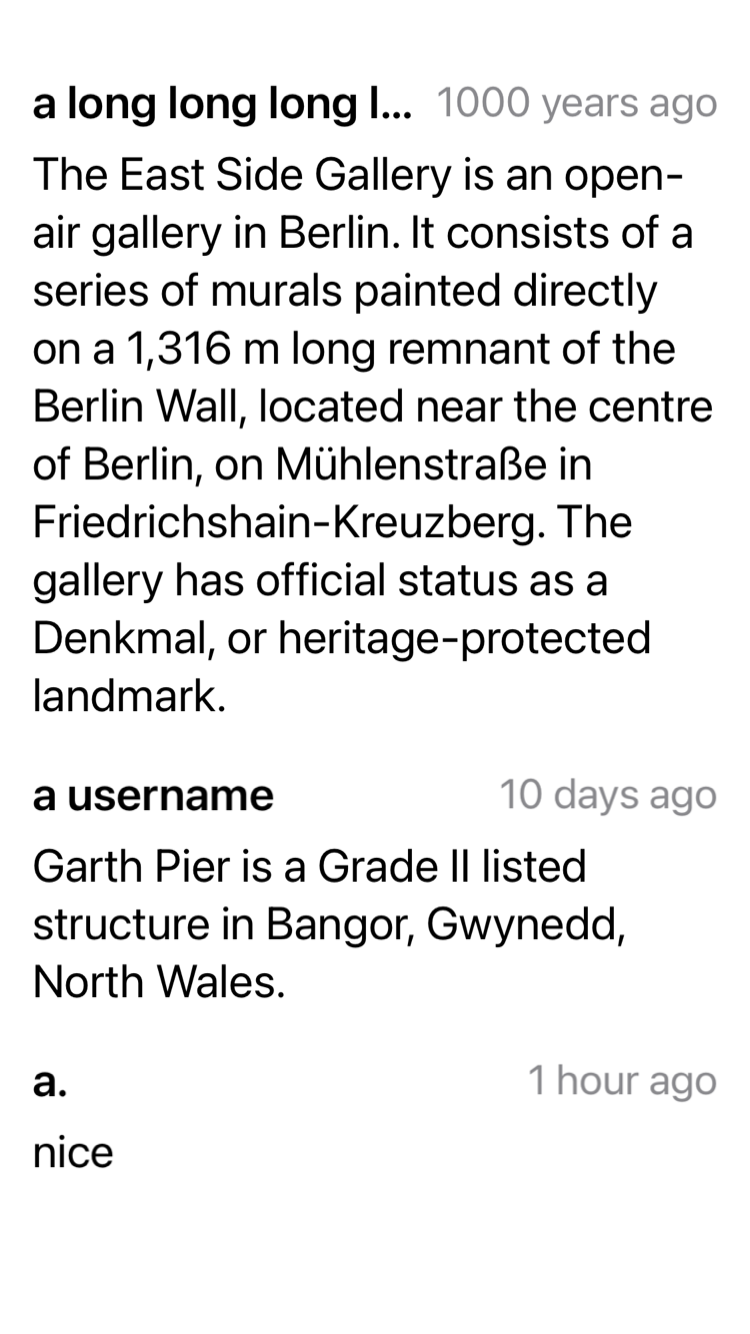 a long long long l... 1000 years ago
The East Side Gallery is an open-
air gallery in Berlin. It consists of a
series of murals painted directly
on a 1,316 m long remnant of the
Berlin Wall, located near the centre
of Berlin, on Mühlenstraße in
Friedrichshain-Kreuzberg. The
gallery has official status as a
Denkmal, or heritage-protected
landmark.
a username 10 days ago
Garth Pier is a Grade II listed
structure in Bangor, Gwynedd,
North Wales.
a. 1 hour ago
nice